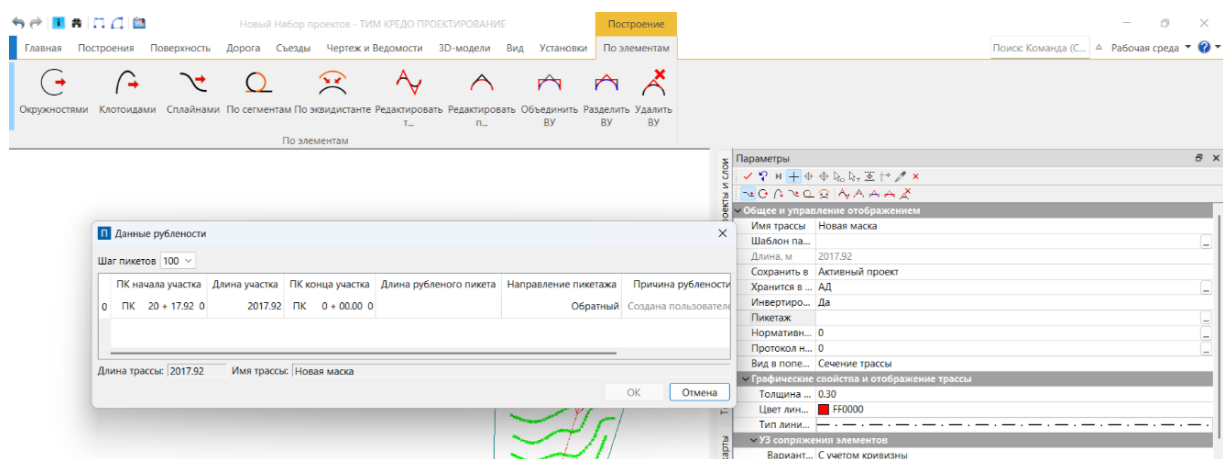 Новый Набор проектов - ТИМ КРЕДО ПРОЕКТИРОВАНИЕ
Построение
Главная Построения Поверхность Дорога Съезды Чертеж и Ведомости 3D-модели Вид Установки По элементам
Поиск: Команда (С... Рабочая среда
Окружностями Клотоидами Сплайнами По сегментам По эквидистанте Редактировать т... Редактировать п... Объединить ВУ Разделить ВУ Удалить ВУ
По элементам
Параметры
Общее и управление отображением
Имя трассы Новая маска
Шаблон па...
Длина, м 2017.92
Сохранить в Активный проект
Хранится в ... АД
Инвертиро... Да
Пикетаж
Нормативн... 0
Протокол н... 0
Вид в попе... Сечение трассы
Графические свойства и отображение трассы
Толщина ... 0.30
Цвет лин... FF0000
Тип лини...
УЗ сопряжения элементов
Вариант... С учетом кривизны
Данные рублености
Шаг пикетов 100
ПК начала участка Длина участка ПК конца участка Длина рубленого пикета Направление пикетажа Причина рублености
0 ПК 20 + 17.92 0 2017.92 ПК 0 + 00.00 0 Обратный Создана пользователе
Длина трассы: 2017.92 Имя трассы: Новая маска
ОК Отмена